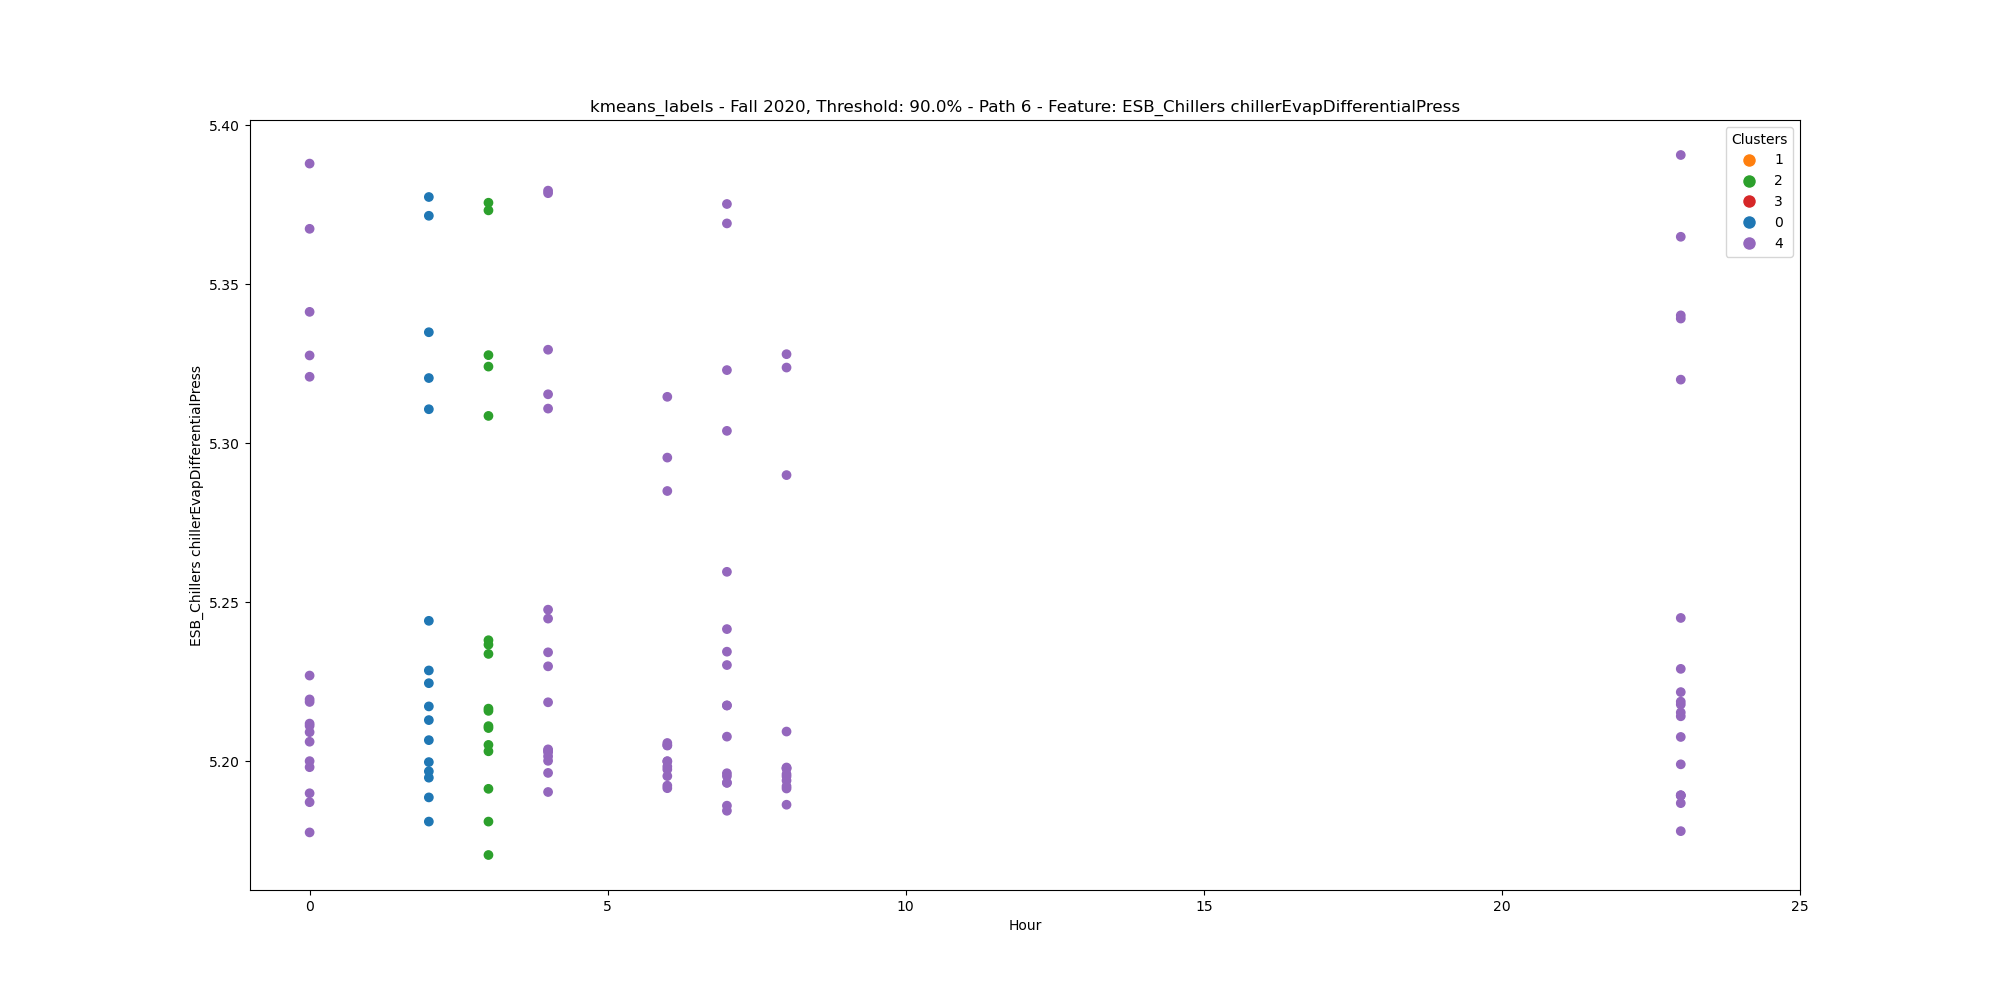 kmeans_labels - Fall 2020, Threshold: 90.0% - Path 6 - Feature: ESB_Chillers chillerEvapDifferentialPress
Clusters
1
2
3
0
4
5.40
5.35
5.30
5.25
5.20
ESB_Chillers chillerEvapDifferentialPress
0 5 10 15 20 25
Hour